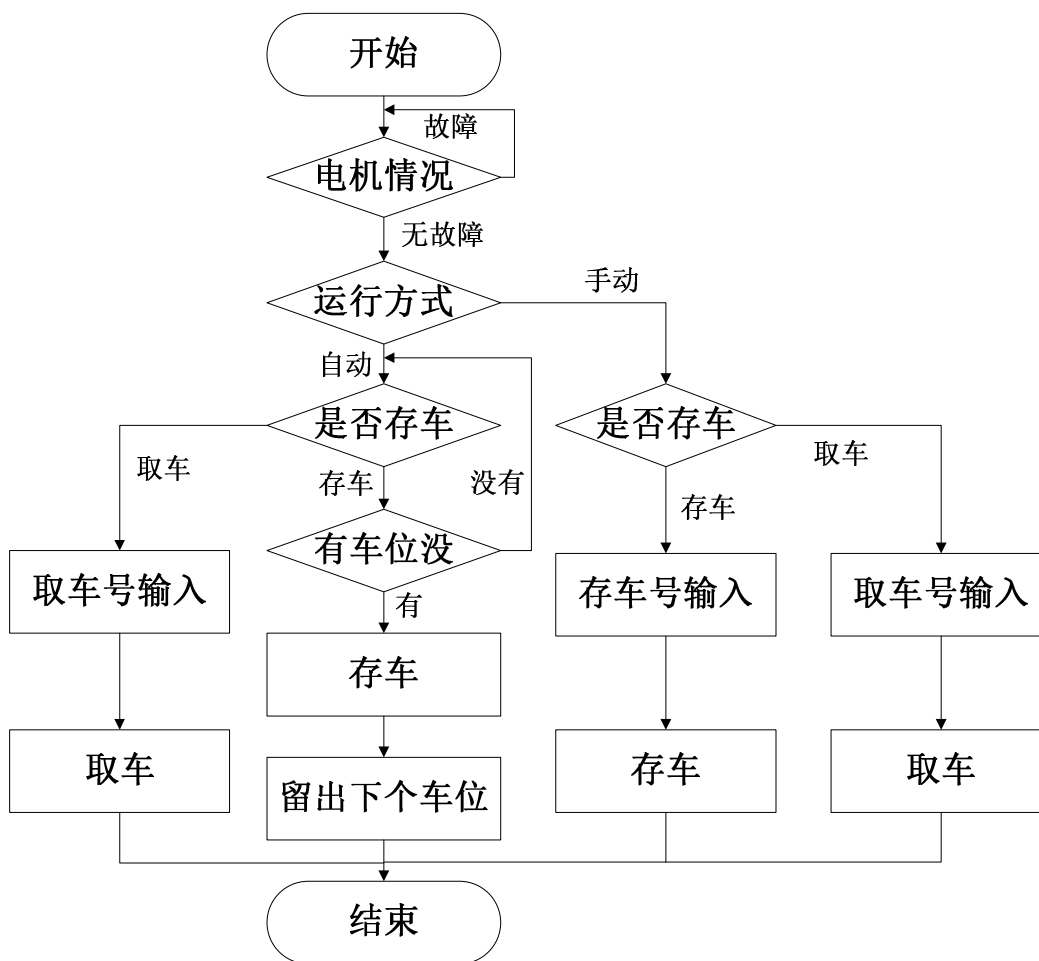 开始
故障
电机情况
无故障
手动
运行方式
自动
是否存车
是否存车
取车
存车
没有
取车
存车
有车位没
取车号输入
存车号输入
取车号输入
有
存车
取车
留出下个车位
存车
取车
结束